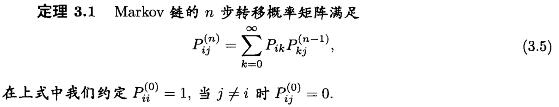 定理 3.1 Markov 链的 n 步转移概率矩阵满足
$P_{ij}^{(n)} = \sum_{k=0}^{\infty} P_{ik} P_{kj}^{(n-1)},$ (3.5)
在上式中我们约定 $P_{ii}^{(0)} = 1$, 当 $j \neq i$ 时 $P_{ij}^{(0)} = 0$.